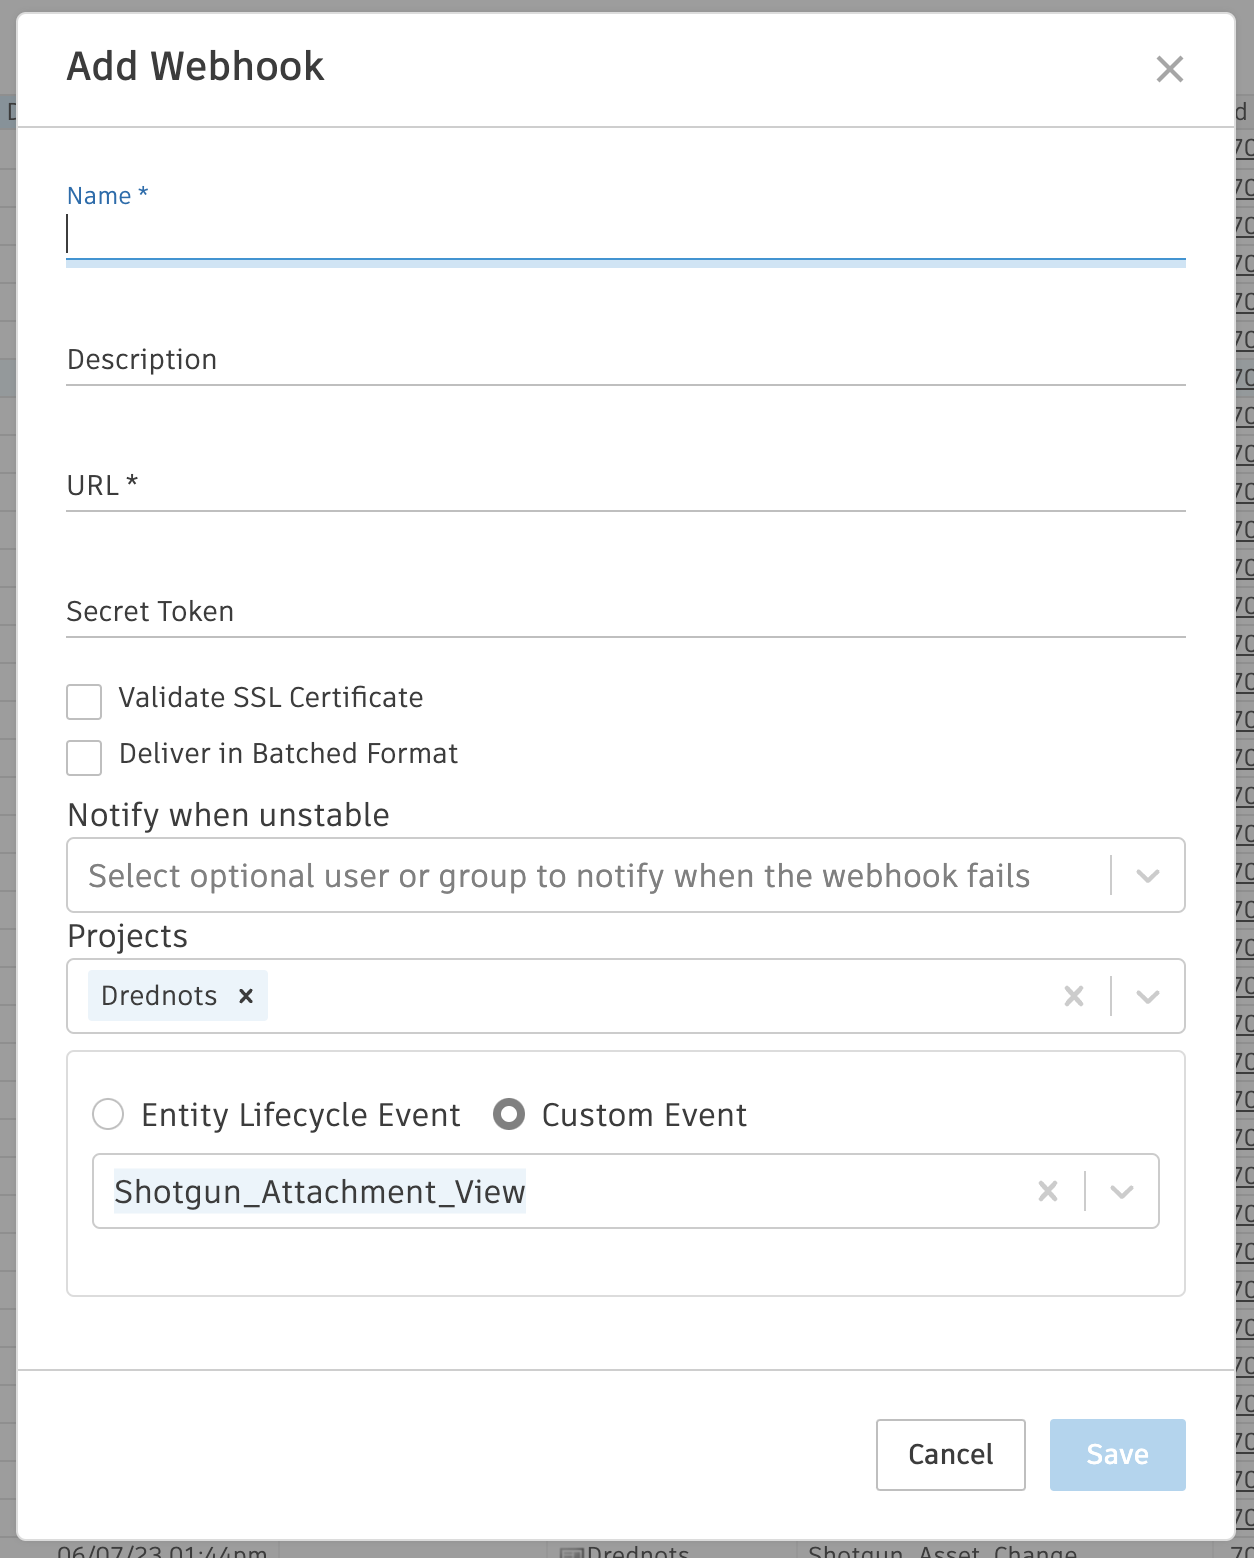 Add Webhook
Name *
Description
URL *
Secret Token
Validate SSL Certificate
Deliver in Batched Format
Notify when unstable
Select optional user or group to notify when the webhook fails
Projects
Drednots
Entity Lifecycle Event Custom Event
Shotgun_Attachment_View
Cancel Save
06/07/23 01:44pm Drednots Shotgun_Asset_Change